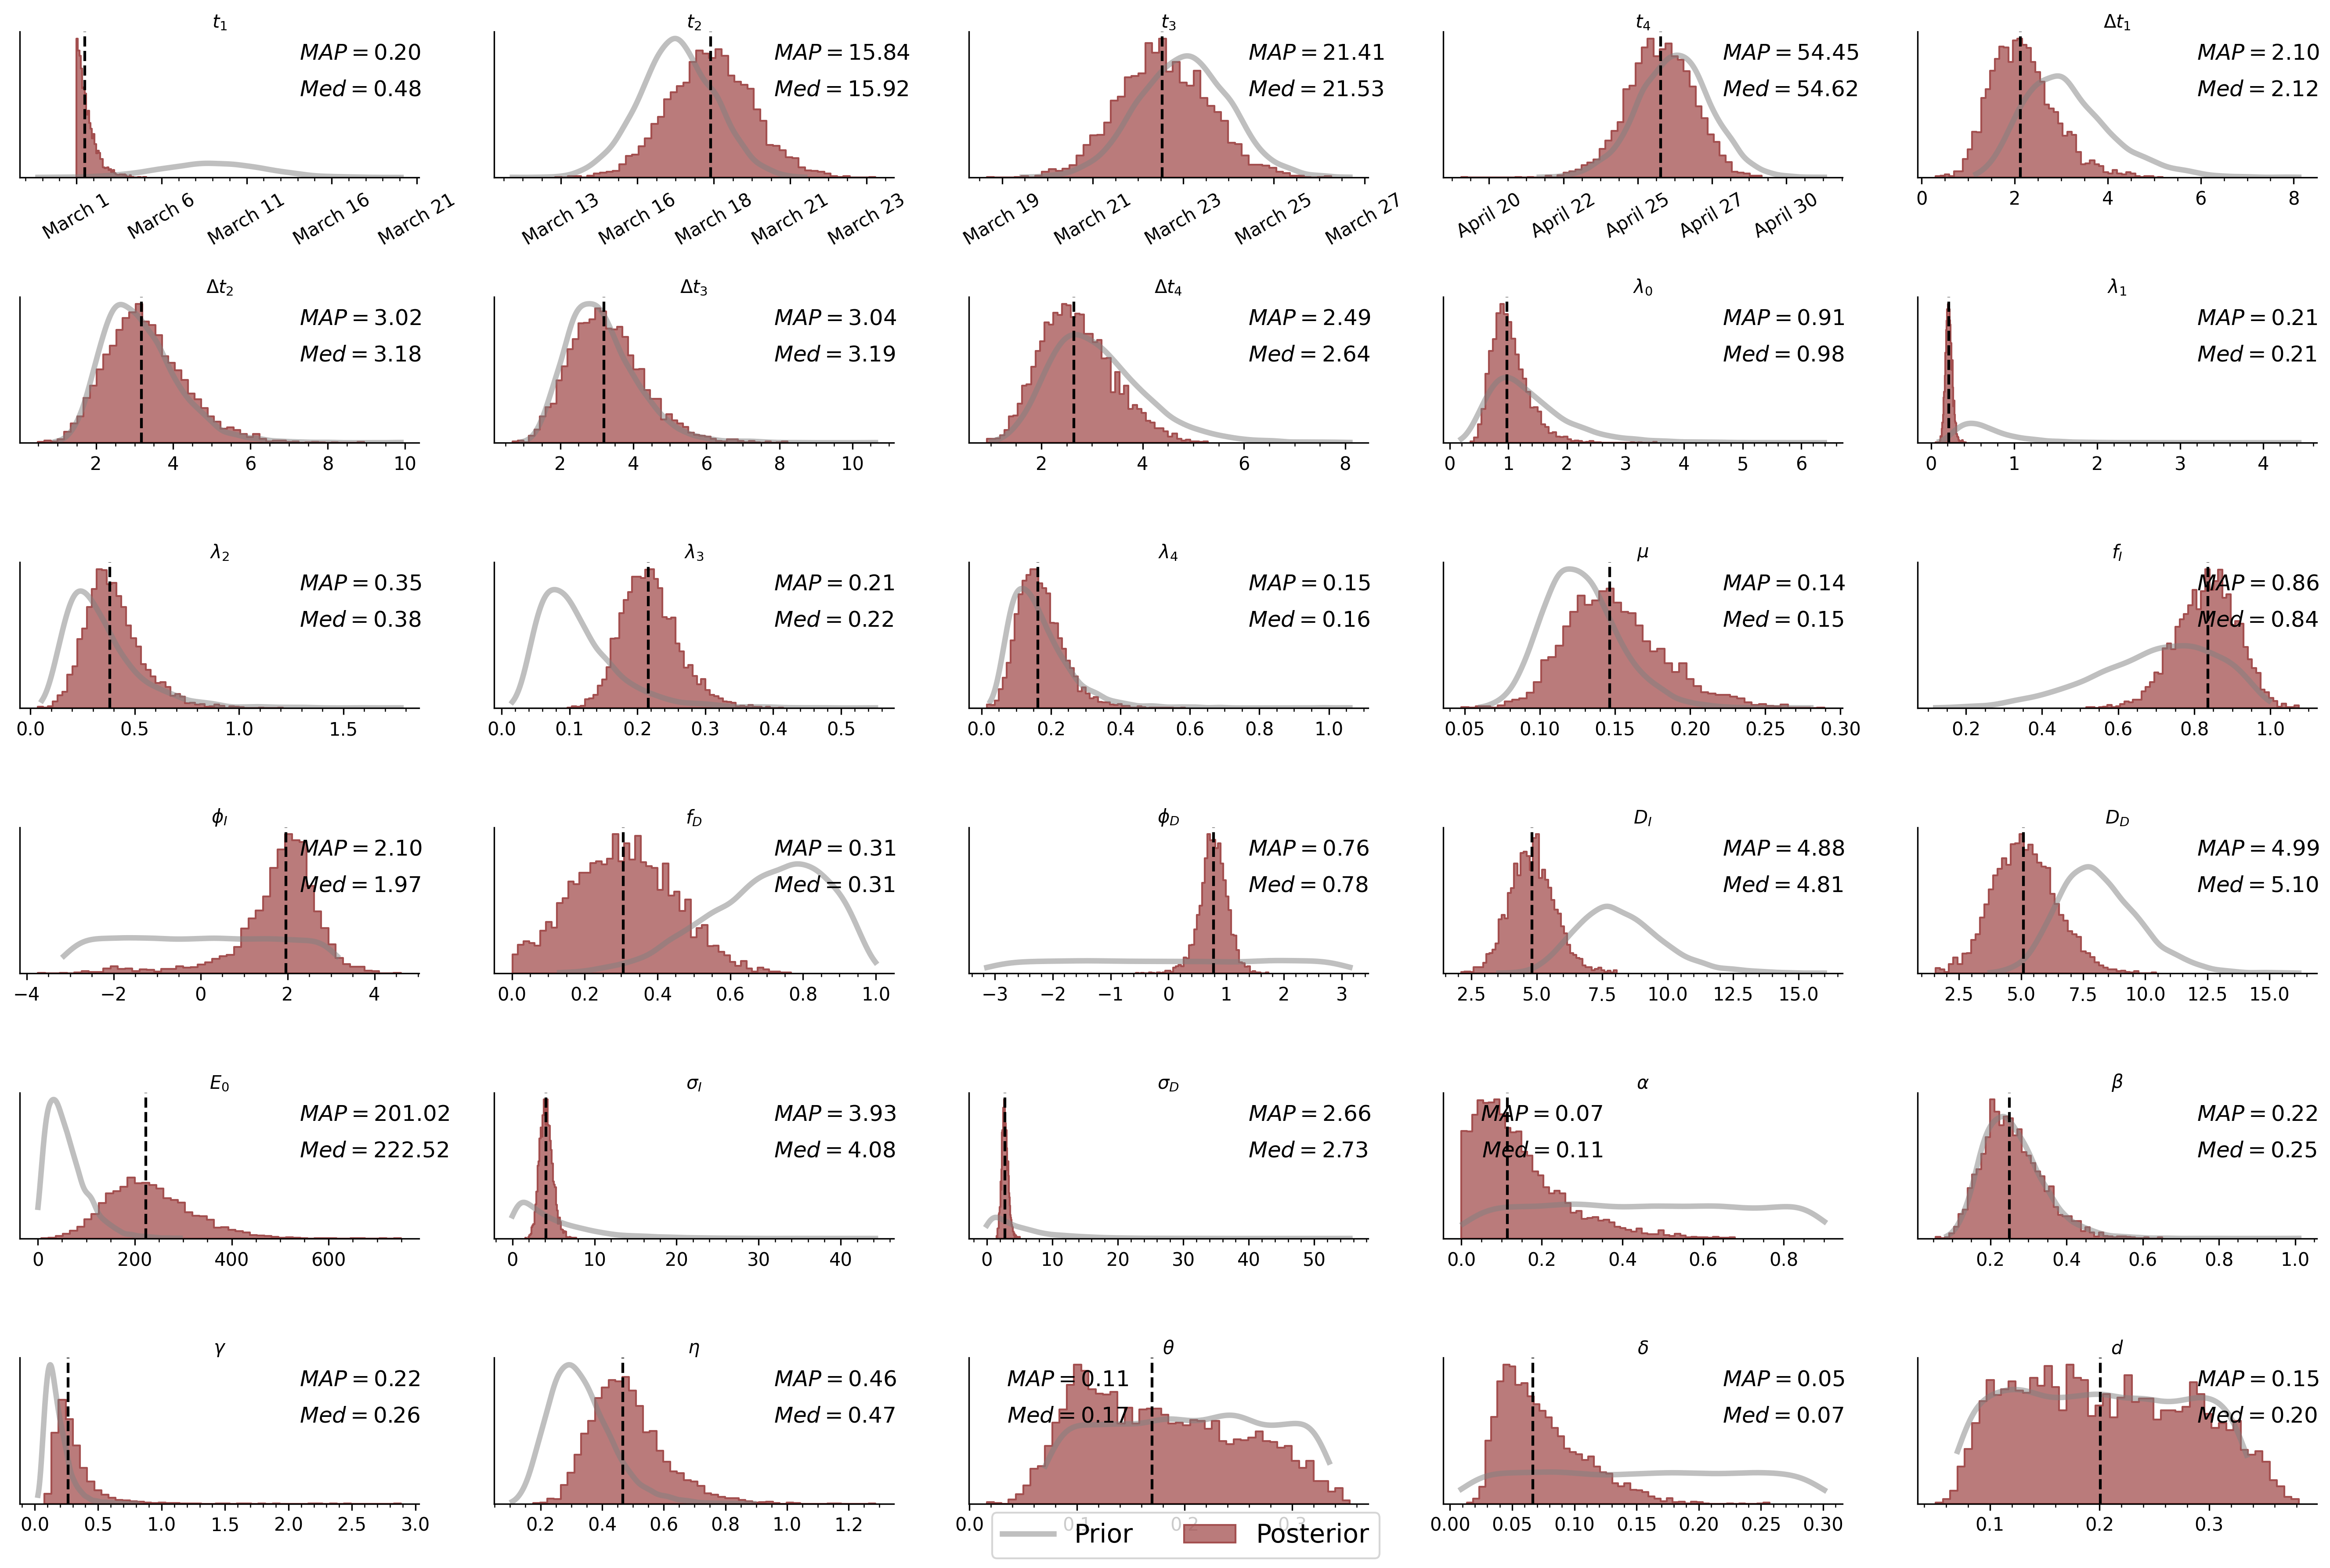 t₁ t₂ t₃ t₄ Δt₁
MAP = 0.20 MAP = 15.84 MAP = 21.41 MAP = 54.45 MAP = 2.10
Med = 0.48 Med = 15.92 Med = 21.53 Med = 54.62 Med = 2.12
0 2 4 6 8
March 1 March 6 March 11 March 16 March 21 March 13 March 16 March 18 March 21 March 23 March 19 March 21 March 23 March 25 March 27 April 20 April 22 April 25 April 27 April 30
Δt₂ Δt₃ Δt₄ λ₀ λ₁
MAP = 3.02 MAP = 3.04 MAP = 2.49 MAP = 0.91 MAP = 0.21
Med = 3.18 Med = 3.19 Med = 2.64 Med = 0.98 Med = 0.21
2 4 6 8 10 2 4 6 8 10 2 4 6 8 0 1 2 3 4 5 6 0 1 2 3 4
λ₂ λ₃ λ₄ μ f_I
MAP = 0.35 MAP = 0.21 MAP = 0.15 MAP = 0.14 MAP = 0.86
Med = 0.38 Med = 0.22 Med = 0.16 Med = 0.15 Med = 0.84
0.0 0.5 1.0 1.5 0.0 0.1 0.2 0.3 0.4 0.5 0.0 0.2 0.4 0.6 0.8 1.0 0.05 0.10 0.15 0.20 0.25 0.30 0.2 0.4 0.6 0.8 1.0
ϕ_I f_D ϕ_D D_I D_D
MAP = 2.10 MAP = 0.31 MAP = 0.76 MAP = 4.88 MAP = 4.99
Med = 1.97 Med = 0.31 Med = 0.78 Med = 4.81 Med = 5.10
−4 −2 0 2 4 0.0 0.2 0.4 0.6 0.8 1.0 −3 −2 −1 0 1 2 3 2.5 5.0 7.5 10.0 12.5 15.0 2.5 5.0 7.5 10.0 12.5 15.0
E₀ σ_I σ_D α β
MAP = 201.02 MAP = 3.93 MAP = 2.66 MAP = 0.07 MAP = 0.22
Med = 222.52 Med = 4.08 Med = 2.73 Med = 0.11 Med = 0.25
0 200 400 600 0 10 20 30 40 0 10 20 30 40 50 0.0 0.2 0.4 0.6 0.8 0.2 0.4 0.6 0.8 1.0
γ η θ δ d
MAP = 0.22 MAP = 0.46 MAP = 0.11 MAP = 0.05 MAP = 0.15
Med = 0.26 Med = 0.47 Med = 0.17 Med = 0.07 Med = 0.20
0.0 0.5 1.0 1.5 2.0 2.5 3.0 0.2 0.4 0.6 0.8 1.0 1.2 0.0 0.1 0.2 0.3 0.00 0.05 0.10 0.15 0.20 0.25 0.30 0.1 0.2 0.3
Prior Posterior